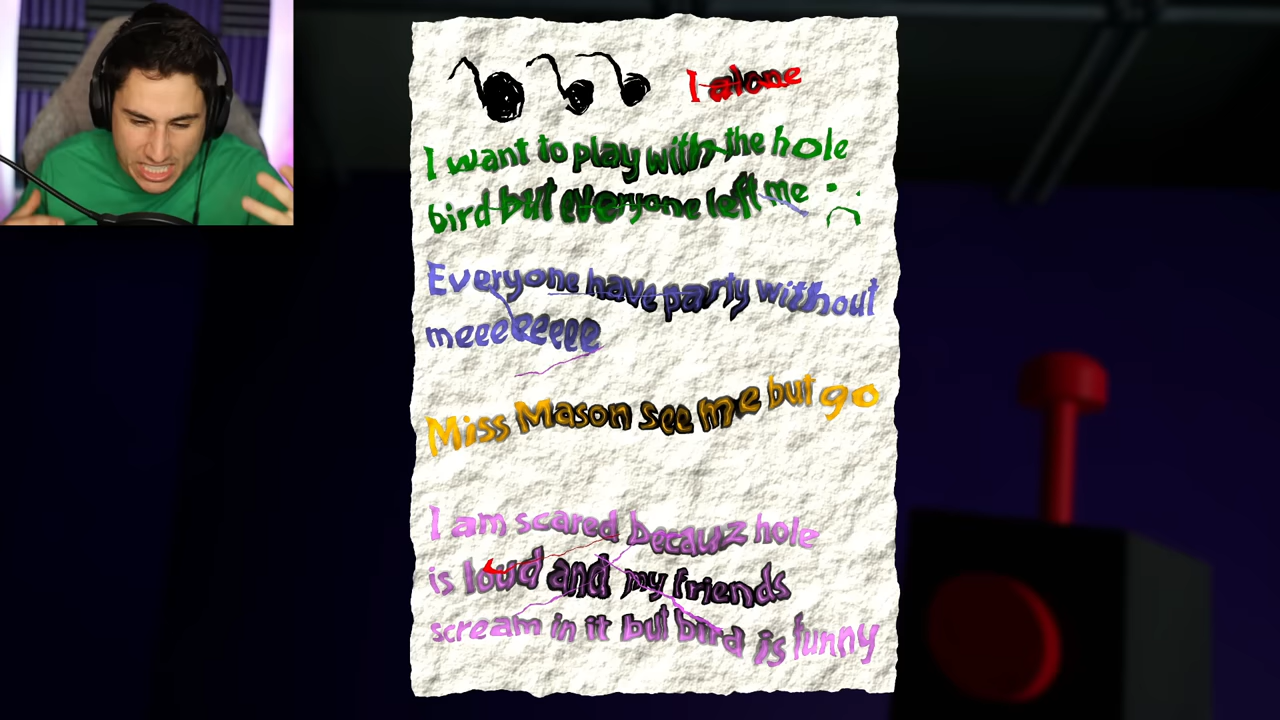 I alone
I want to play with the hole
bird but everyone left me :(
Everyone have party without
meeeeeeee
Miss Mason see me but go
I am scared becauz hole
is loud and my friends
scream in it but bird is funny